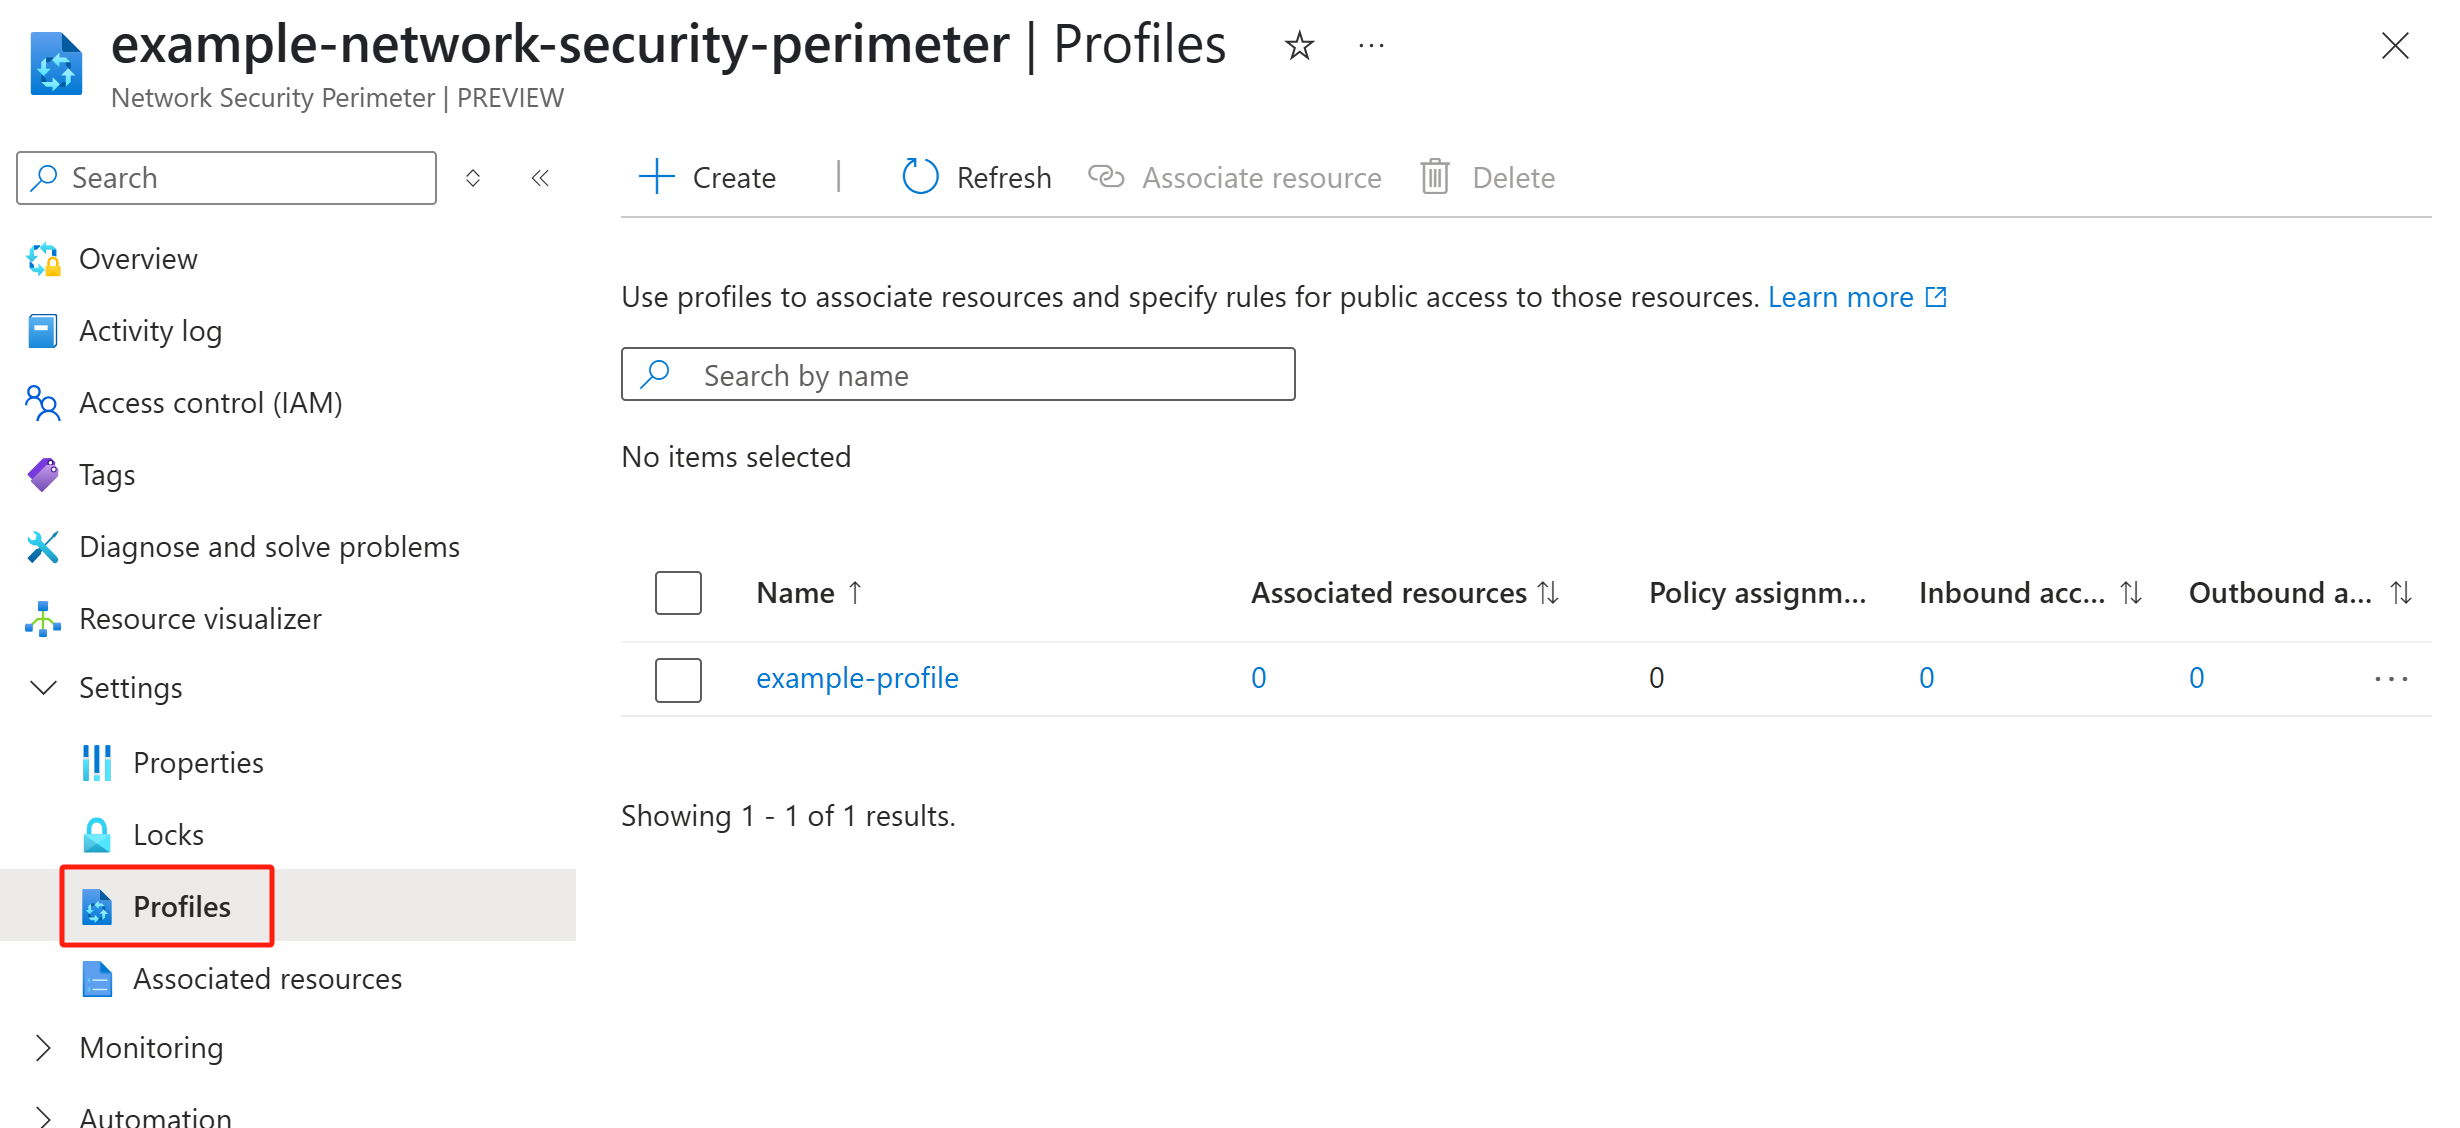 example-network-security-perimeter | Profiles
Network Security Perimeter | PREVIEW
Search
Overview
Activity log
Access control (IAM)
Tags
Diagnose and solve problems
Resource visualizer
Settings
Properties
Locks
Profiles
Associated resources
Monitoring
Automation
Create | Refresh Associate resource Delete
Use profiles to associate resources and specify rules for public access to those resources. Learn more
Search by name
No items selected
Name Associated resources Policy assignm... Inbound acc... Outbound a...
example-profile 0 0 0 0
Showing 1 - 1 of 1 results.